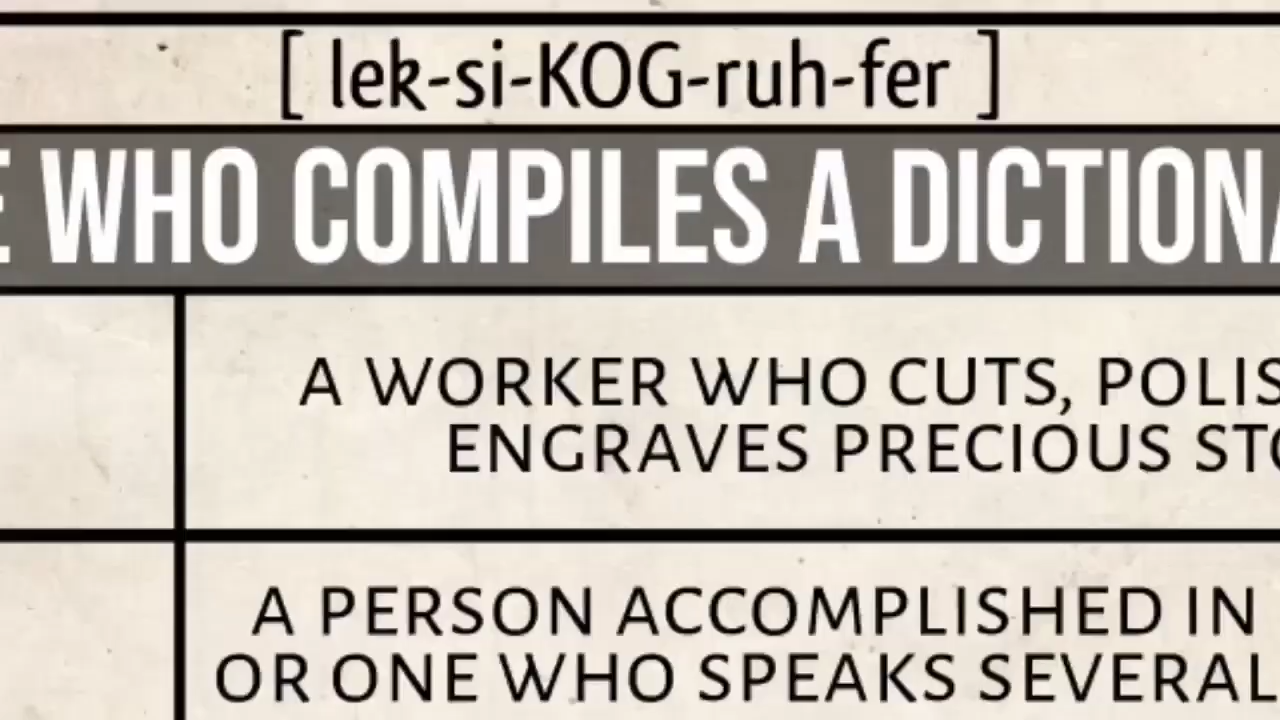 [ lek-si-KOG-ruh-fer ]
WHO COMPILES A
A WORKER WHO CUTS,
ENGRAVES PRECIOUS
A PERSON ACCOMPLISHED IN
OR ONE WHO SPEAKS SEVERAL